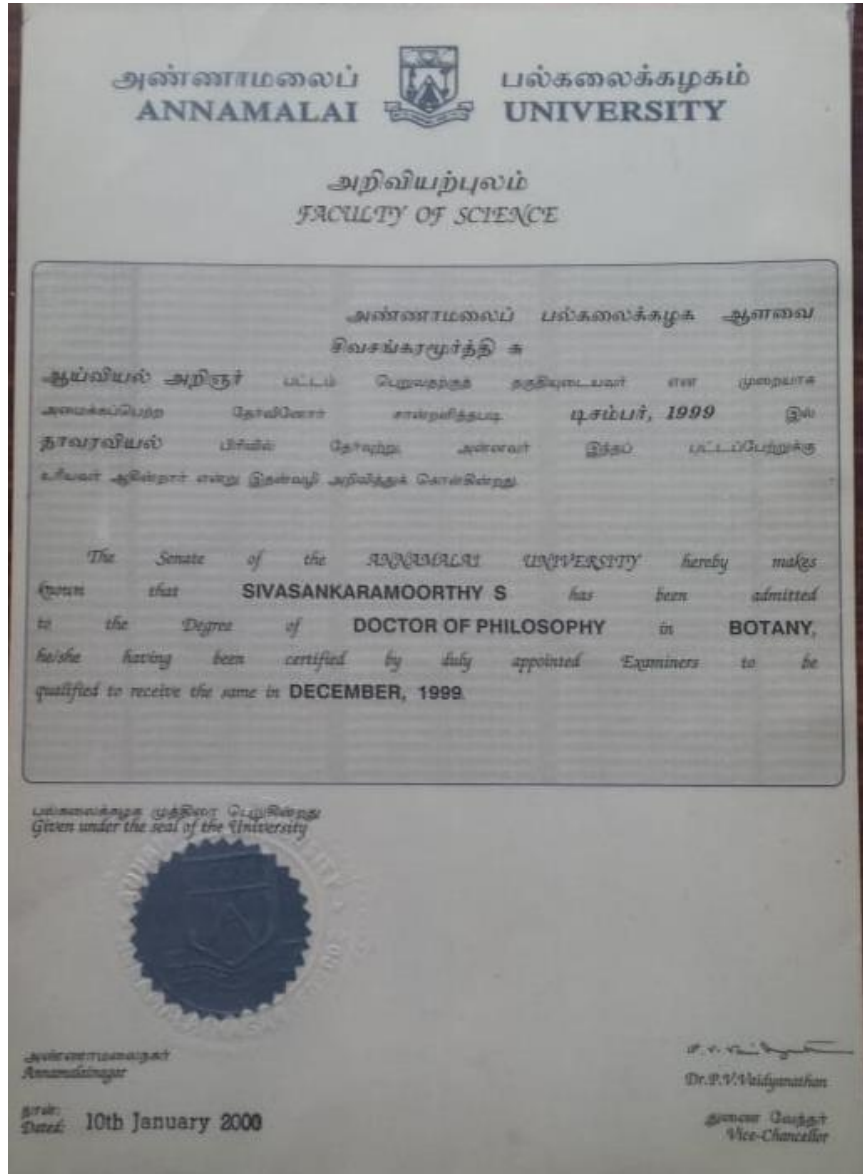 அண்ணாமலைப் பல்கலைக்கழகம்
ANNAMALAI UNIVERSITY
அறிவியற்புலம்
FACULTY OF SCIENCE
அண்ணாமலைப் பல்கலைக்கழக ஆளவை
சிவசங்கரமூர்த்தி சு
ஆய்வியல் அறிஞர் பட்டம் பெறுவதற்குத் தகுதியுடையவர் என முறையாக
அமைக்கப்பெற்ற தேர்வினோர் சான்றளித்தபடி டிசம்பர், 1999 இல்
தாவரவியல் பிரிவில் தேர்வுற்று, அன்னவர் இந்தப் பட்டப்பேற்றுக்கு
உரியவர் ஆகின்றார் என்று இதன்வழி அறிவித்துக் கொள்கின்றது.
The Senate of the ANNAMALAI UNIVERSITY hereby makes
known that SIVASANKARAMOORTHY S has been admitted
to the Degree of DOCTOR OF PHILOSOPHY in BOTANY,
he/she having been certified by duly appointed Examiners to be
qualified to receive the same in DECEMBER, 1999.
பல்கலைக்கழக முத்திரை பெறுகின்றது
Given under the seal of the University
அண்ணாமலைநகர்
Annamalainagar
Dr.P.V.Vaidyanathan
நாள்:
Dated: 10th January 2000
துணை வேந்தர்
Vice-Chancellor